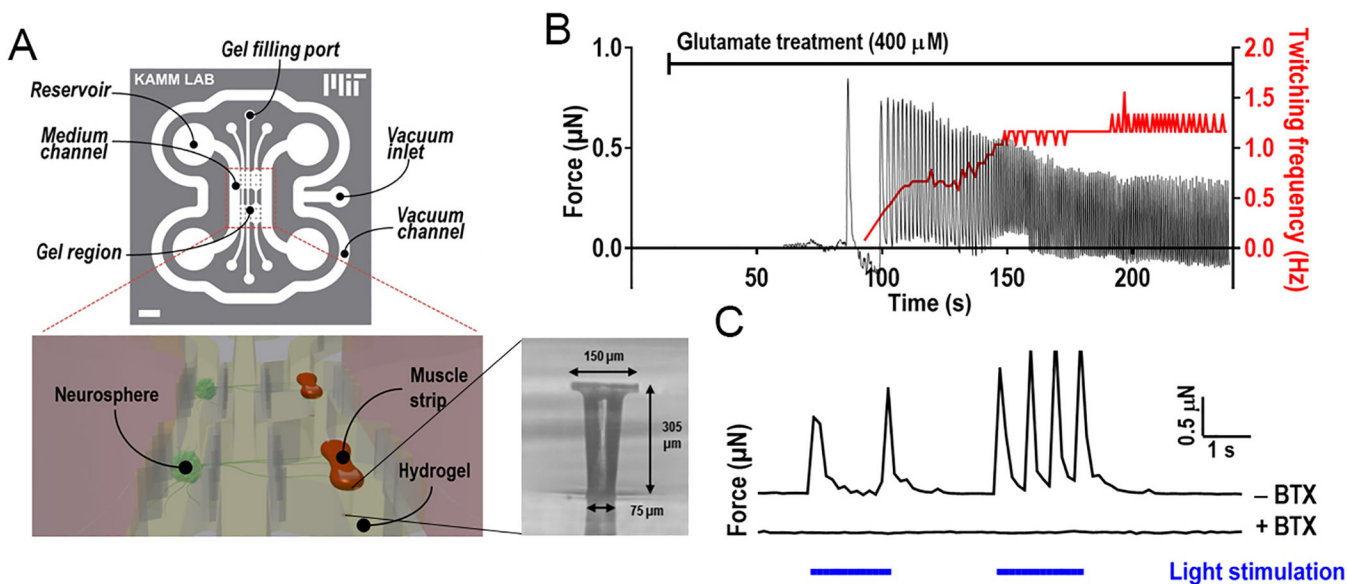 A
Gel filling port
KAMM LAB
MIT
Reservoir
Medium
channel
Vacuum
inlet
Vacuum
channel
Gel region
Neurosphere
Muscle
strip
Hydrogel
150 µm
305
µm
75 µm
B
Glutamate treatment (400 µM)
Force (µN)
1.0
0.5
0.0
50
100
150
200
Time (s)
2.0
1.5
1.0
0.5
0.0
Twitching
frequency (Hz)
C
Force (µN)
0.5 µN
1 s
– BTX
+ BTX
Light stimulation